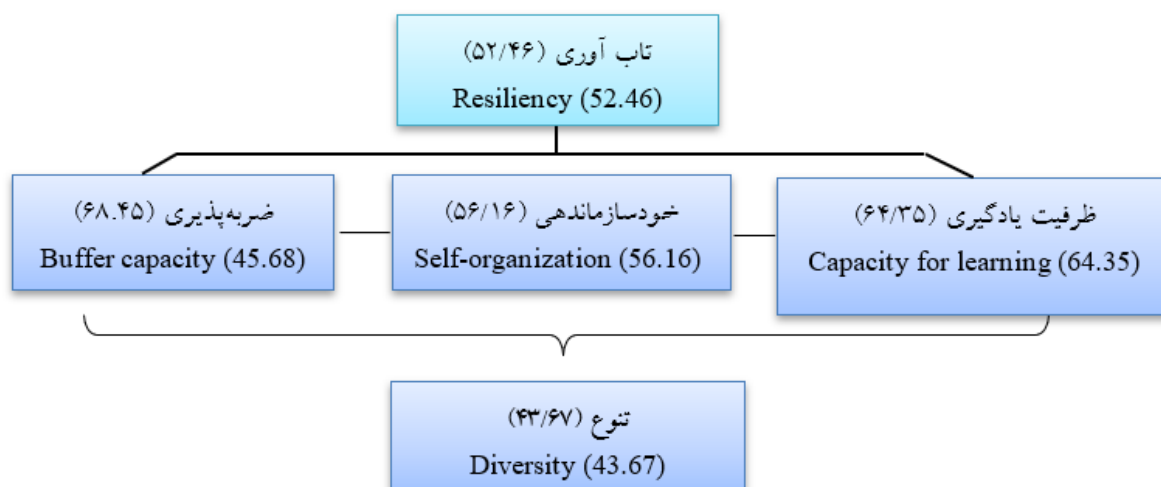 تاب آوری (۵۲/۴۶)
Resiliency (52.46)
ضربه‌پذیری (۶۸.۴۵)
Buffer capacity (45.68)
خودسازماندهی (۵۶/۱۶)
Self-organization (56.16)
ظرفیت یادگیری (۶۴/۳۵)
Capacity for learning (64.35)
تنوع (۴۳/۶۷)
Diversity (43.67)